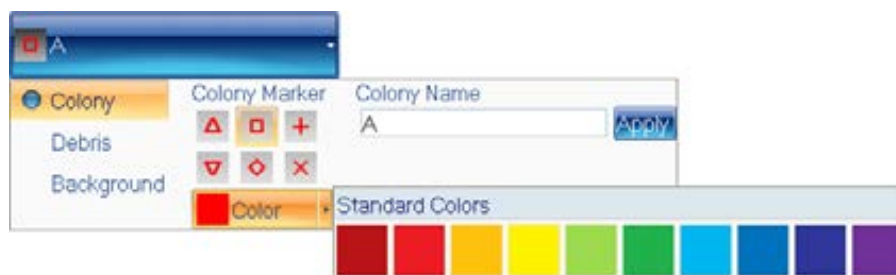 A
Colony
Colony Marker
Colony Name
A
Apply
Debris
Background
Color
Standard Colors